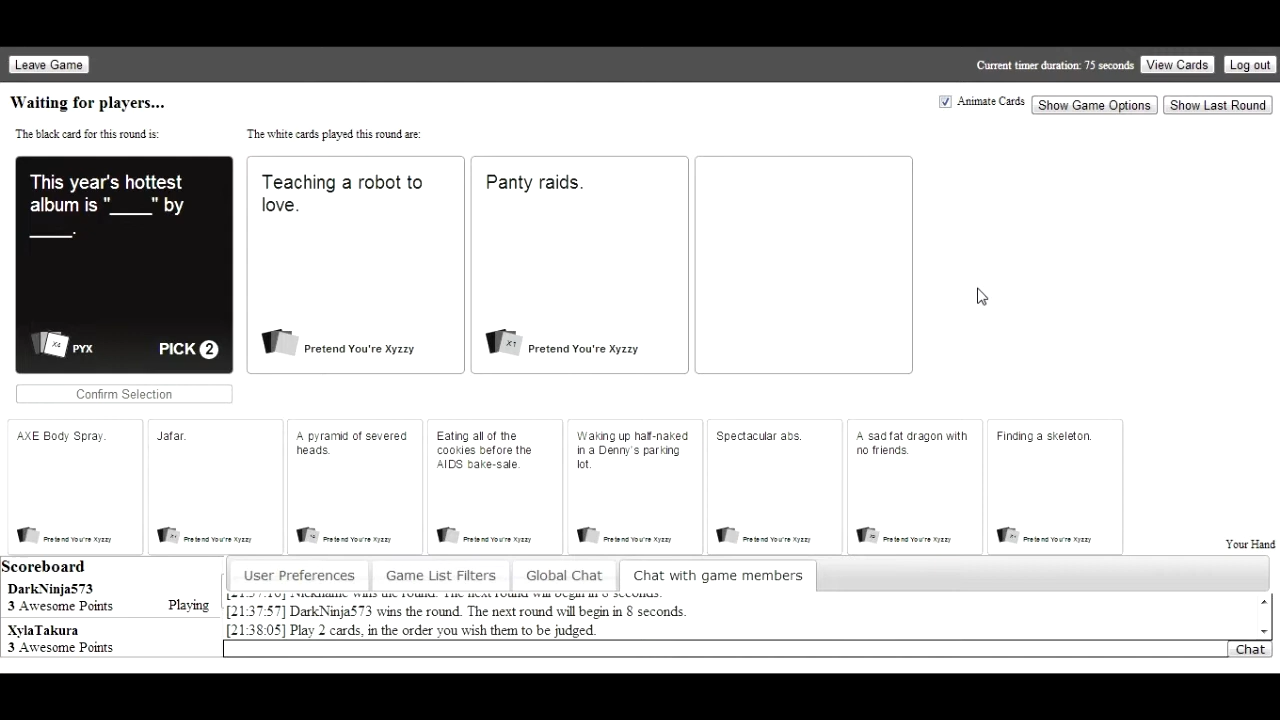 Leave Game
Current timer duration: 75 seconds
View Cards
Log out
Waiting for players...
Animate Cards
Show Game Options
Show Last Round
The black card for this round is:
The white cards played this round are:
This year's hottest
album is "____" by
____.
PYX
PICK 2
Teaching a robot to
love.
Pretend You're Xyzzy
Panty raids.
X1
Pretend You're Xyzzy
Confirm Selection
AXE Body Spray.
Pretend You're Xyzzy
Jafar.
Pretend You're Xyzzy
A pyramid of severed
heads.
Pretend You're Xyzzy
Eating all of the
cookies before the
AIDS bake-sale.
Pretend You're Xyzzy
Waking up half-naked
in a Denny's parking
lot.
Pretend You're Xyzzy
Spectacular abs.
Pretend You're Xyzzy
A sad fat dragon with
no friends.
Pretend You're Xyzzy
Finding a skeleton.
Pretend You're Xyzzy
Your Hand
Scoreboard
DarkNinja573
3 Awesome Points
Playing
XylaTakura
3 Awesome Points
User Preferences
Game List Filters
Global Chat
Chat with game members
[21:37:57] DarkNinja573 wins the round. The next round will begin in 8 seconds.
[21:38:05] Play 2 cards, in the order you wish them to be judged.
Chat